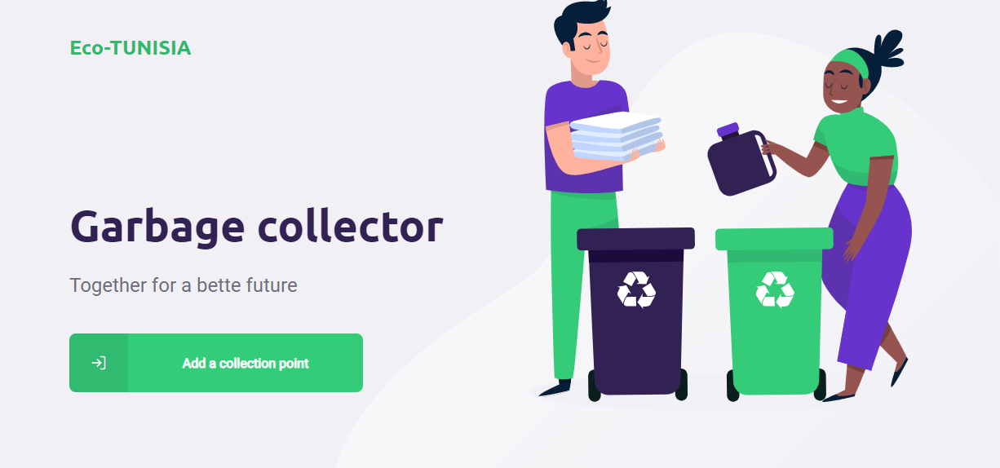 Eco-TUNISIA
Garbage collector
Together for a bette future
Add a collection point